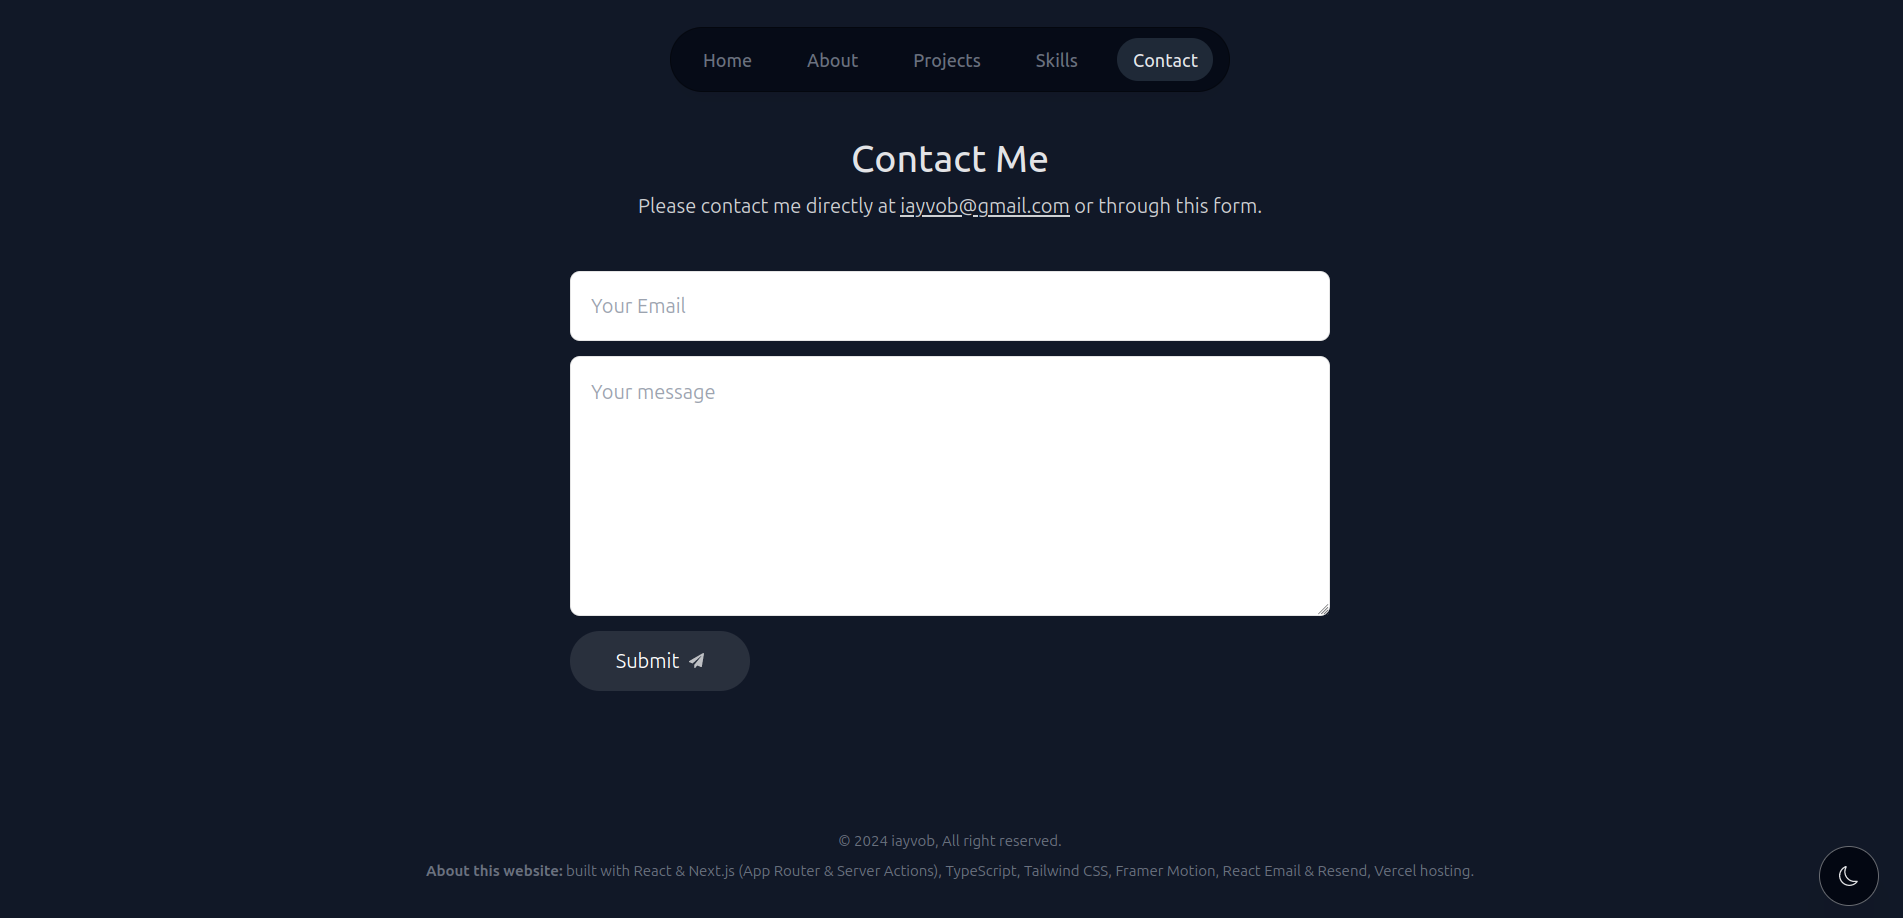 Home About Projects Skills Contact
Contact Me
Please contact me directly at iayvob@gmail.com or through this form.
Your Email
Your message
Submit
© 2024 iayvob, All right reserved.
About this website: built with React & Next.js (App Router & Server Actions), TypeScript, Tailwind CSS, Framer Motion, React Email & Resend, Vercel hosting.